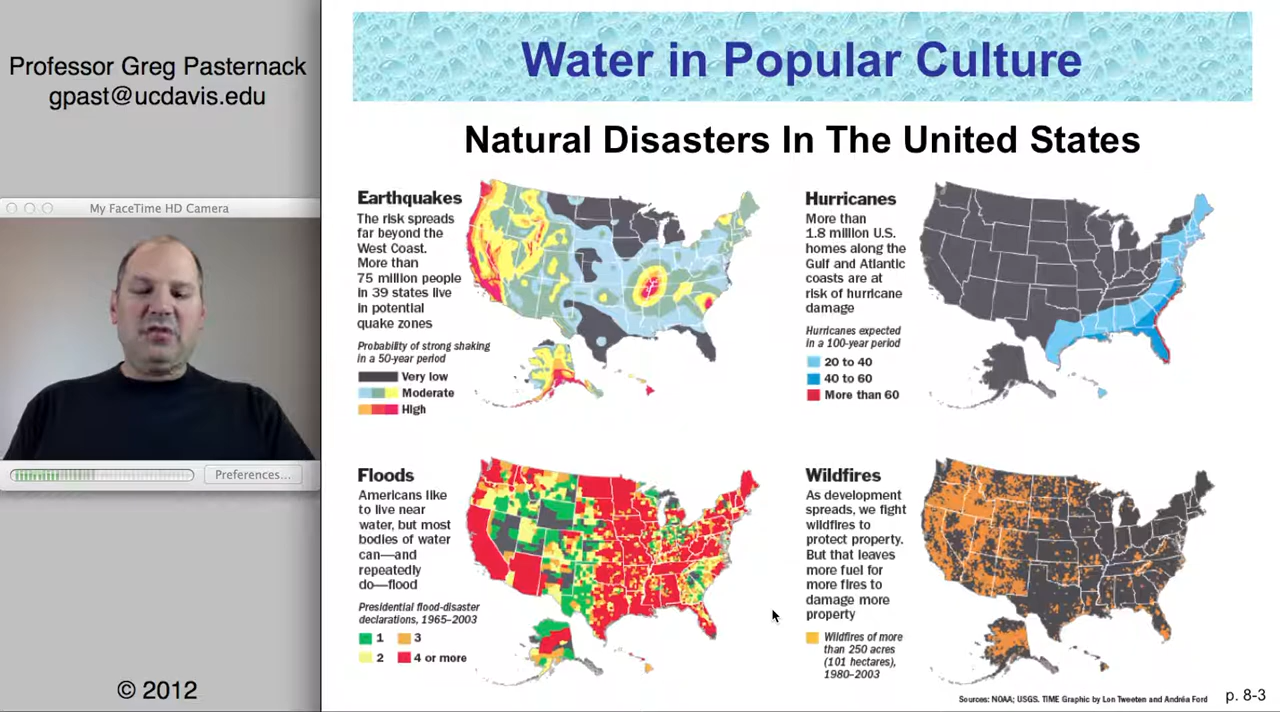 Professor Greg Pasternack
gpast@ucdavis.edu
My FaceTime HD Camera
Preferences...
© 2012
Water in Popular Culture
Natural Disasters In The United States
Earthquakes
The risk spreads
far beyond the
West Coast.
More than
75 million people
in 39 states live
in potential
quake zones
Probability of strong shaking
in a 50-year period
Very low
Moderate
High
Hurricanes
More than
1.8 million U.S.
homes along the
Gulf and Atlantic
coasts are at
risk of hurricane
damage
Hurricanes expected
in a 100-year period
20 to 40
40 to 60
More than 60
Floods
Americans like
to live near
water, but most
bodies of water
can—and
repeatedly
do—flood
Presidential flood-disaster
declarations, 1965–2003
1 3
2 4 or more
Wildfires
As development
spreads, we fight
wildfires to
protect property.
But that leaves
more fuel for
more fires to
damage more
property
Wildfires of more
than 250 acres
(101 hectares),
1980–2003
Sources: NOAA; USGS. TIME Graphic by Lon Tweeten and Andréa Ford
p. 8-3